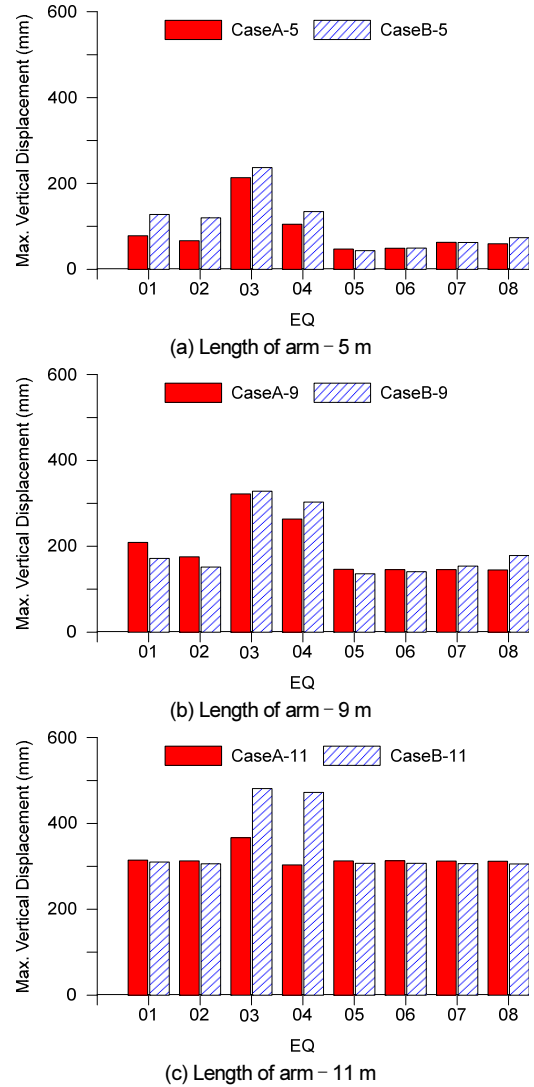 600
CaseA-5 CaseB-5
400
200
0
Max. Vertical Displacement (mm)
01 02 03 04 05 06 07 08
EQ
(a) Length of arm – 5 m
600
CaseA-9 CaseB-9
400
200
0
Max. Vertical Displacement (mm)
01 02 03 04 05 06 07 08
EQ
(b) Length of arm – 9 m
600
CaseA-11 CaseB-11
400
200
0
Max. Vertical Displacement (mm)
01 02 03 04 05 06 07 08
EQ
(c) Length of arm – 11 m